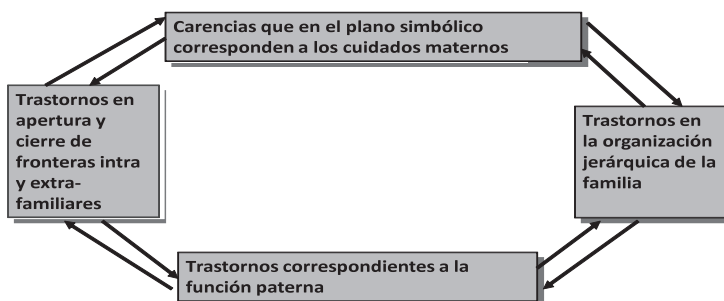 Carencias que en el plano simbólico
corresponden a los cuidados maternos
Trastornos en
apertura y
cierre de
fronteras intra
y extra-
familiares
Trastornos en
la organización
jerárquica de la
familia
Trastornos correspondientes a la
función paterna